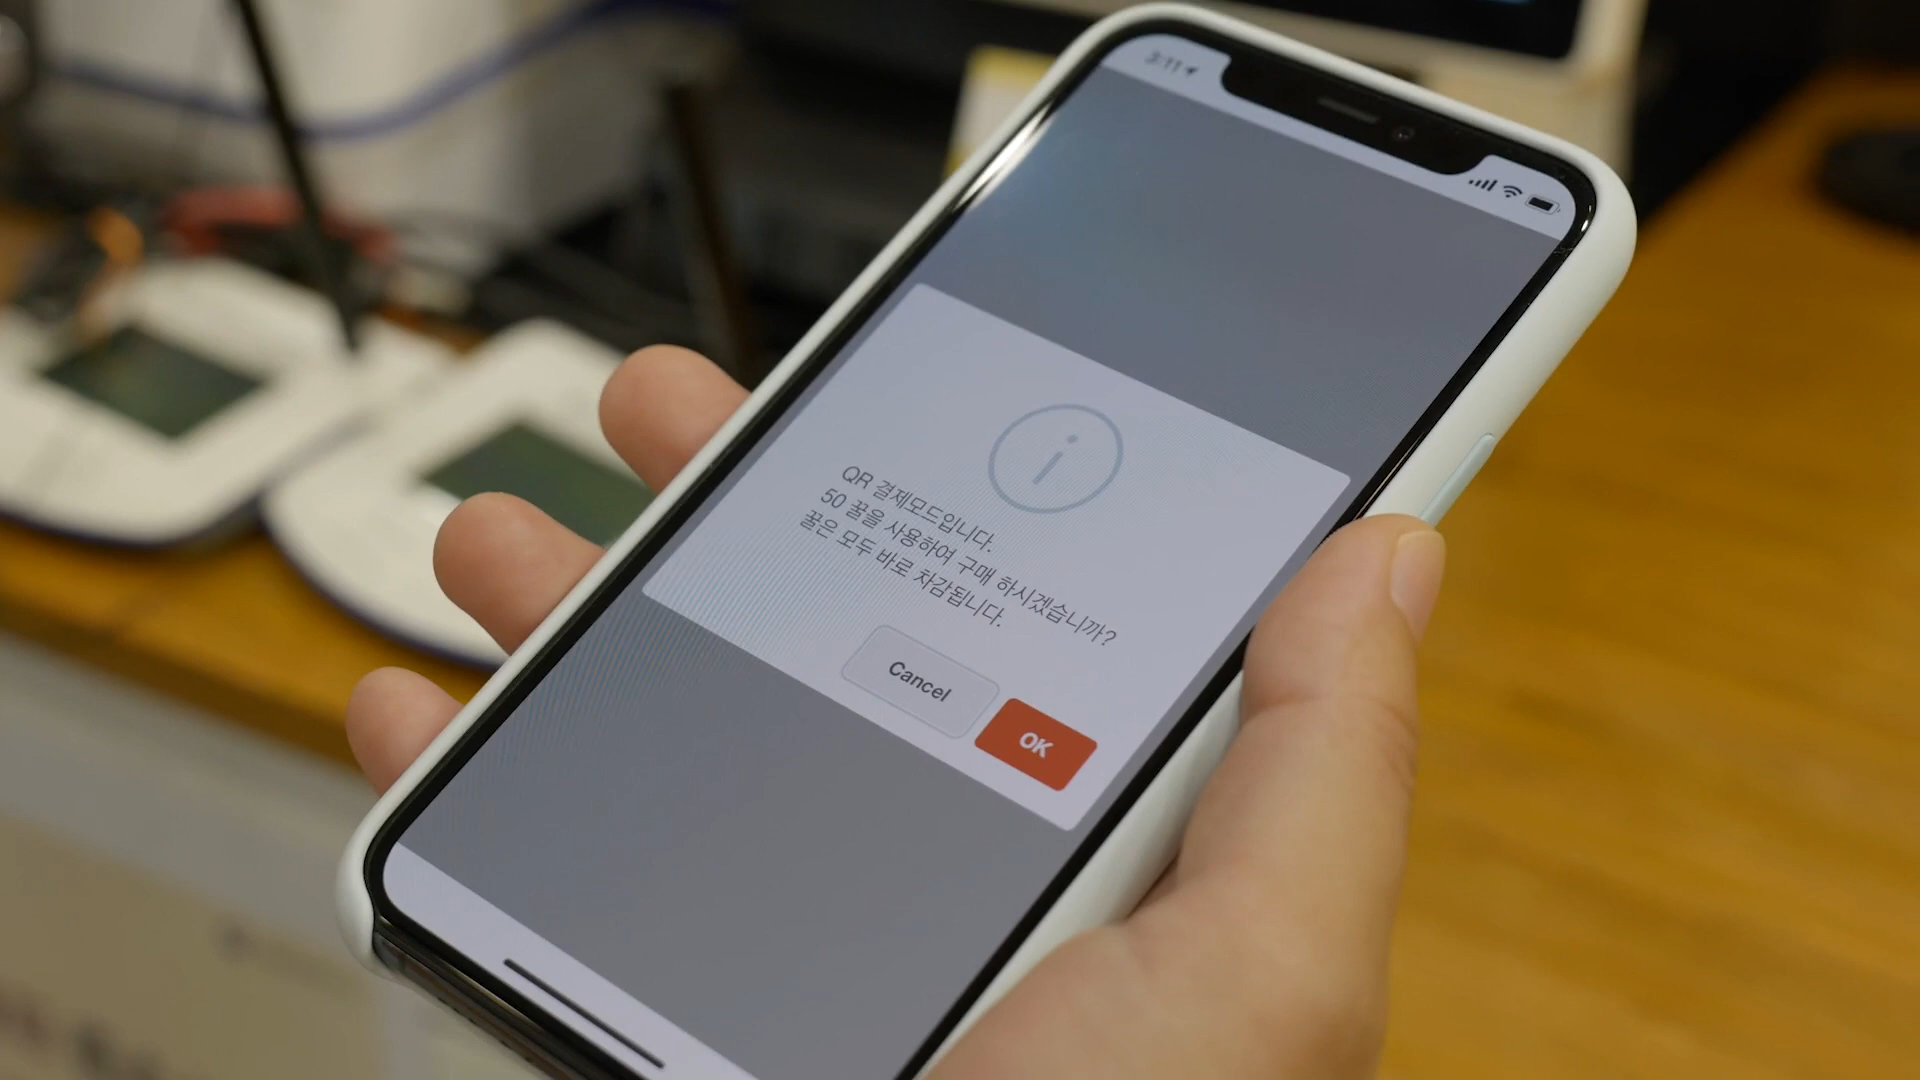 QR 결제모드입니다.
50 꿀을 사용하여 구매 하시겠습니까?
꿀은 모두 바로 차감됩니다.
Cancel
OK